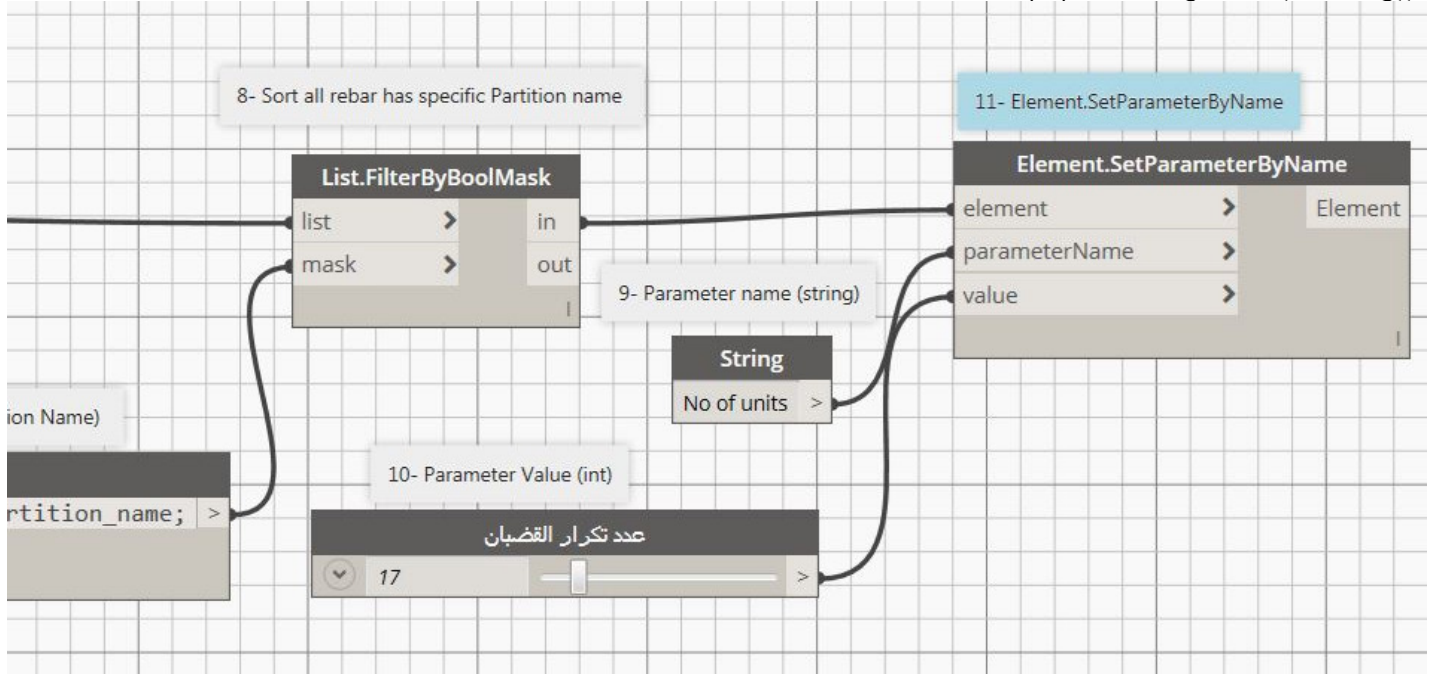 8- Sort all rebar has specific Partition name
11- Element.SetParameterByName
List.FilterByBoolMask
list > in
mask > out
Element.SetParameterByName
element > Element
parameterName >
value >
9- Parameter name (string)
String
No of units >
ion Name)
rtition_name; >
10- Parameter Value (int)
عدد تكرار القضبان
17 >